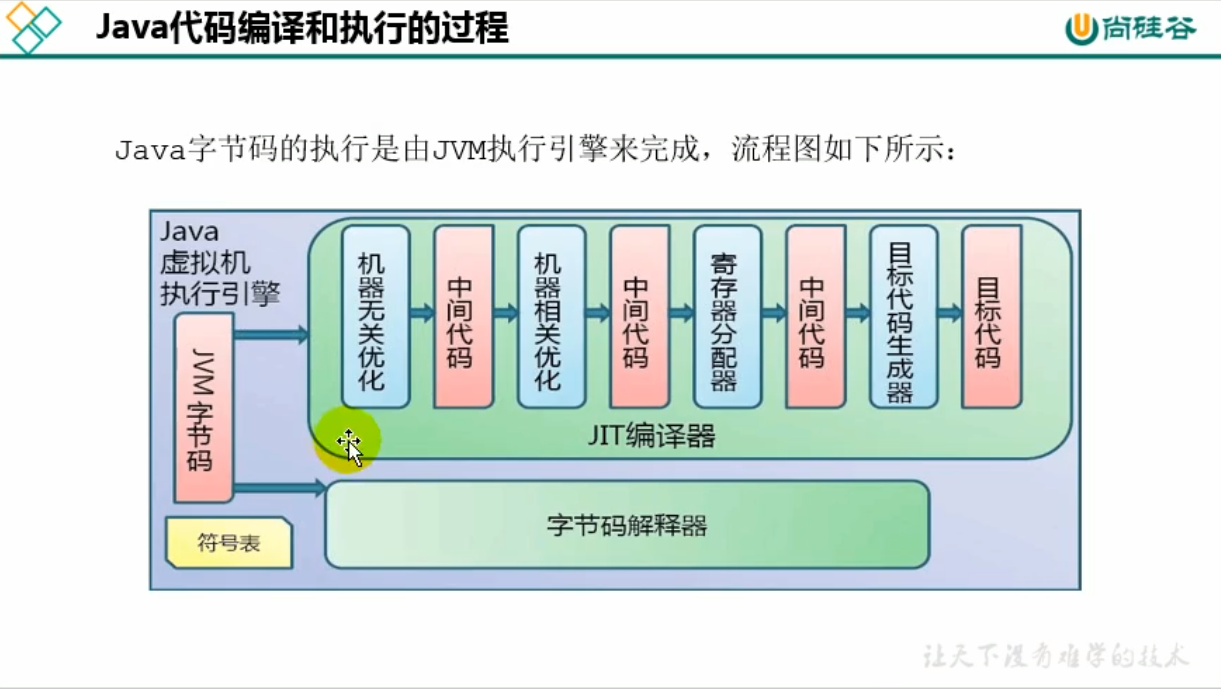 Java代码编译和执行的过程
尚硅谷
Java字节码的执行是由JVM执行引擎来完成，流程图如下所示：
Java
虚拟机
执行引擎
JVM字节码
符号表
机器无关优化
中间代码
机器相关优化
中间代码
寄存器分配器
中间代码
目标代码生成器
目标代码
JIT编译器
字节码解释器
让天下没有难学的技术